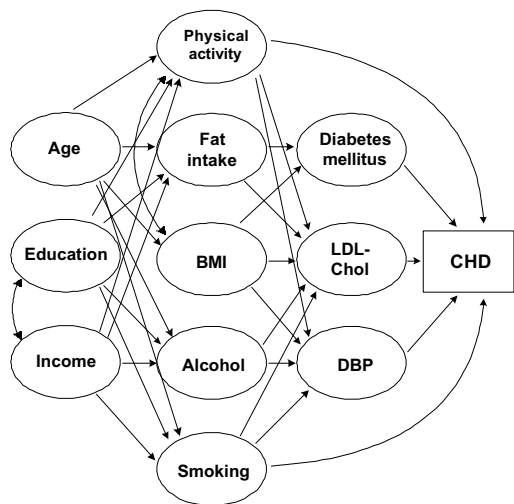 Physical
activity
Age
Fat
intake
Diabetes
mellitus
Education
BMI
LDL-
Chol
CHD
Income
Alcohol
DBP
Smoking